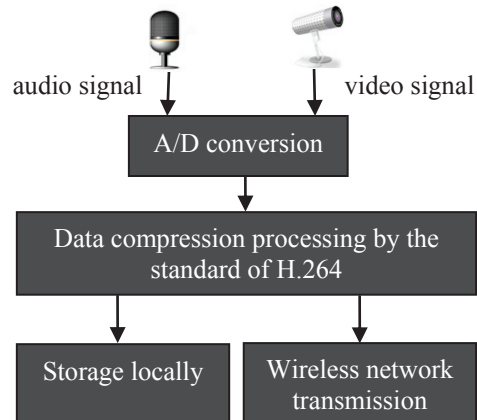 audio signal
video signal
A/D conversion
Data compression processing by the
standard of H.264
Storage locally
Wireless network
transmission